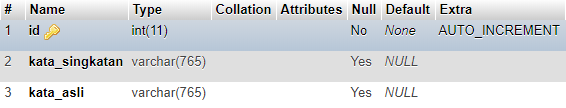 # Name Type Collation Attributes Null Default Extra
1 id int(11) No None AUTO_INCREMENT
2 kata_singkatan varchar(765) Yes NULL
3 kata_asli varchar(765) Yes NULL